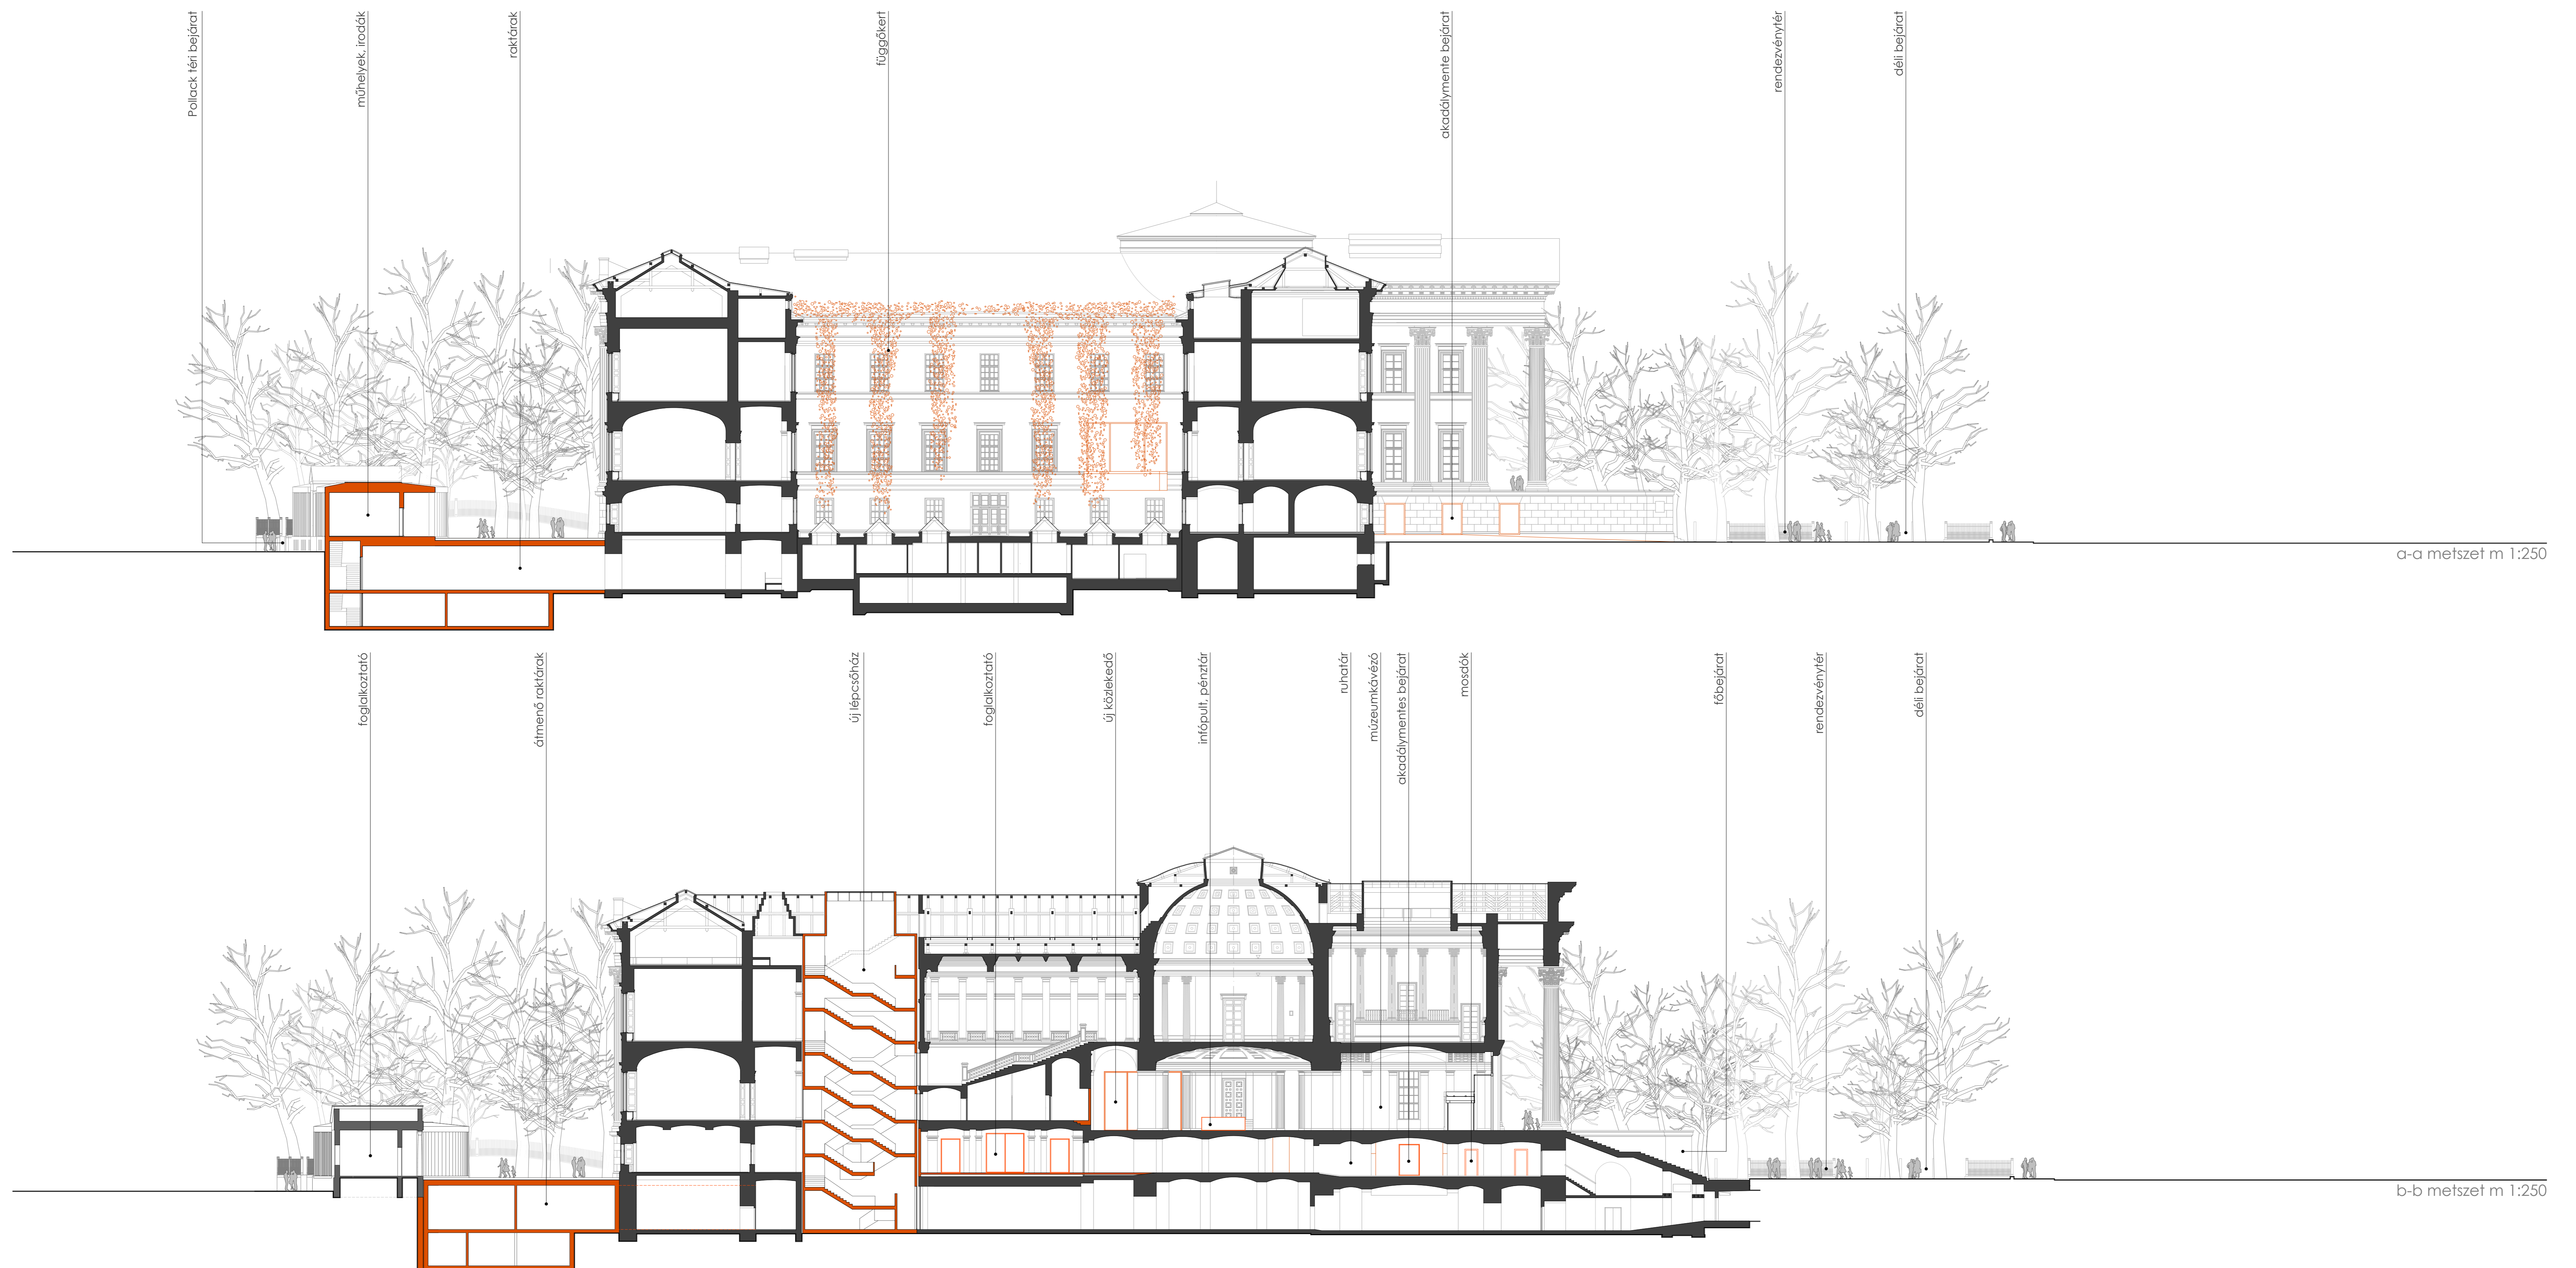 Pollack téri bejárat
műhelyek, irodák
raktárak
függőkert
akadálymente bejárat
rendezvénytér
déli bejárat
a-a metszet m 1:250
foglalkoztató
átmenő raktárak
új lépcsőház
foglalkoztató
új közlekedő
infópult, pénztár
ruhatár
múzeumkávézó
akadálymentes bejárat
mosdók
főbejárat
rendezvénytér
déli bejárat
b-b metszet m 1:250